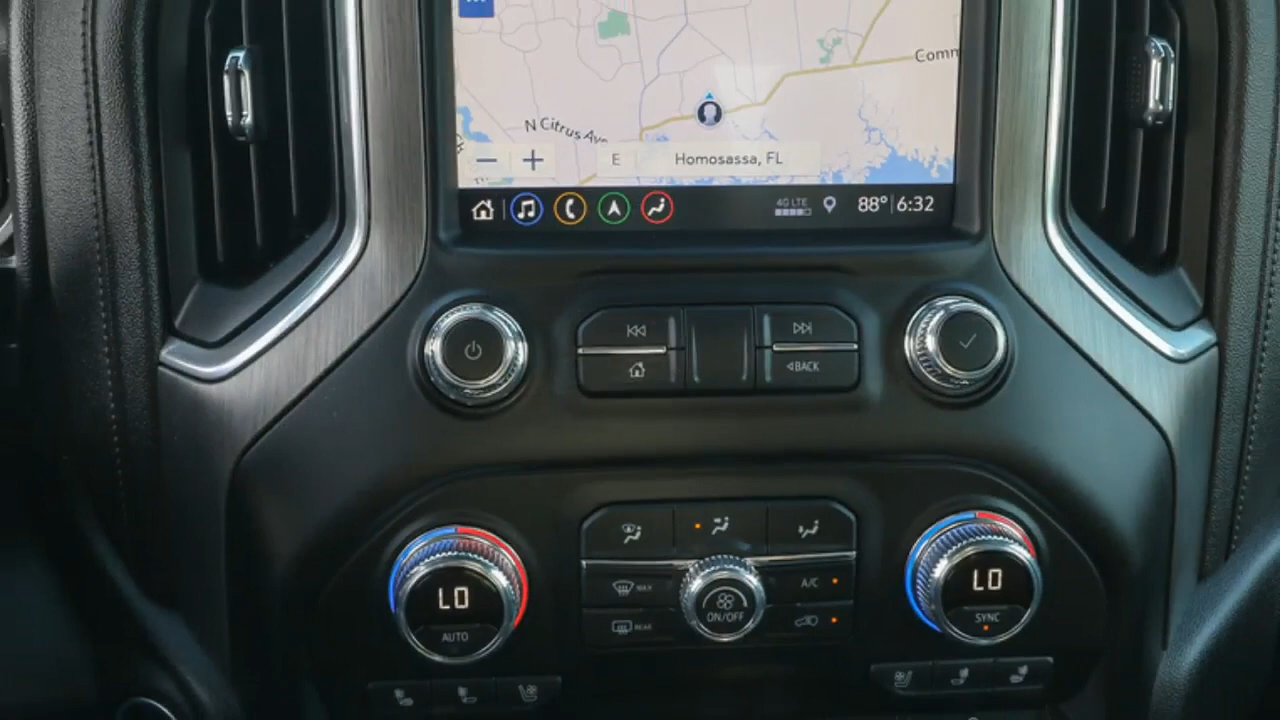 Comm
N Citrus Ave
E Homosassa, FL
4G LTE 88° 6:32
BACK
MAX A/C
ON/OFF
REAR
LO
AUTO
LO
SYNC